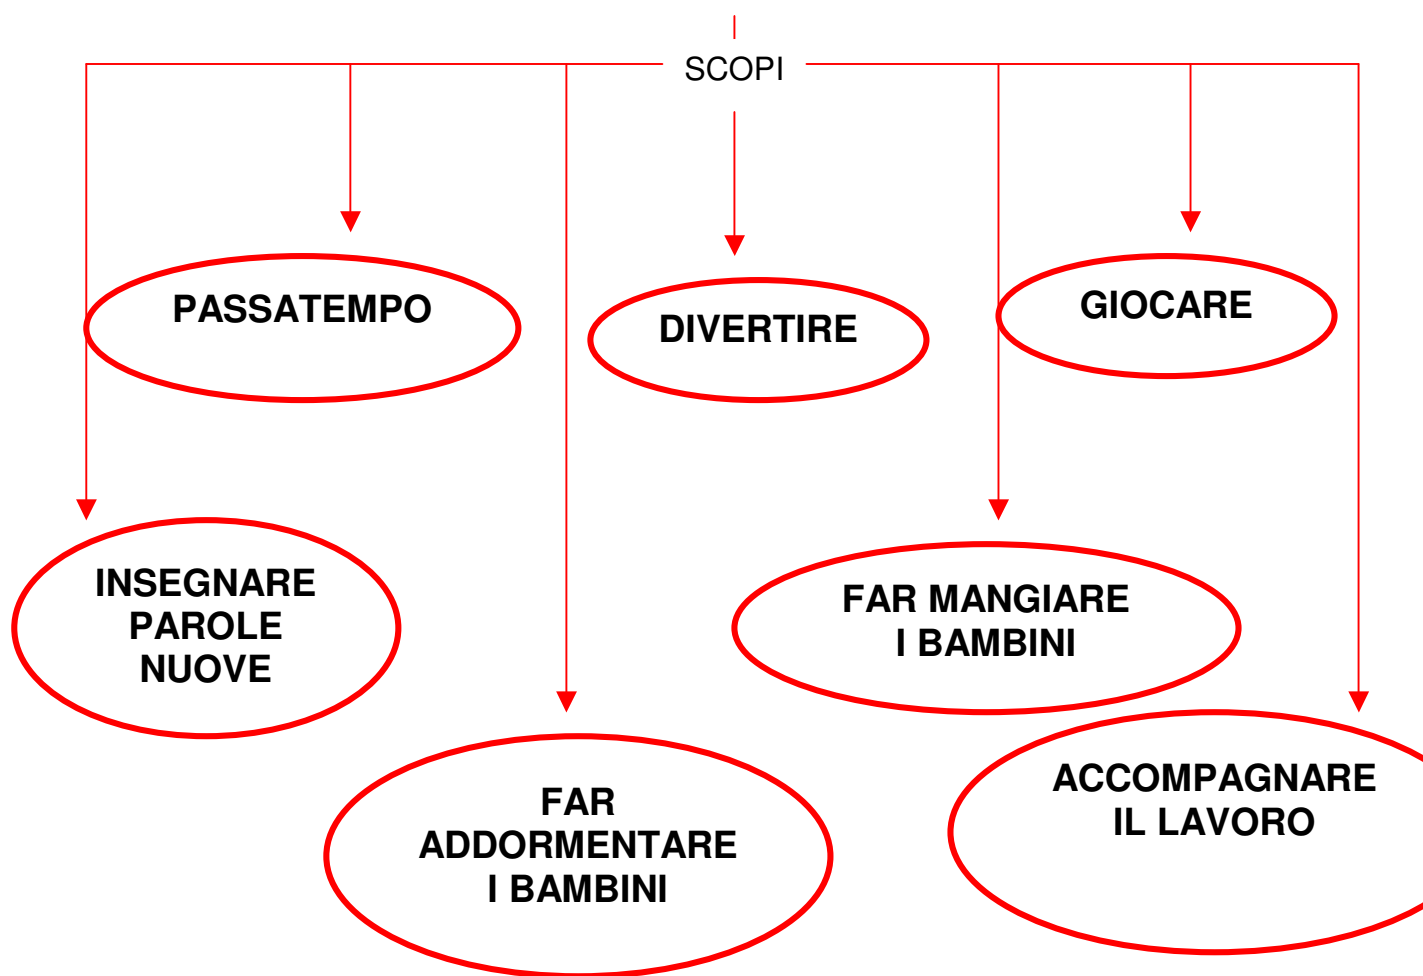 SCOPI
PASSATEMPO
DIVERTIRE
GIOCARE
INSEGNARE
PAROLE
NUOVE
FAR MANGIARE
I BAMBINI
FAR
ADDORMENTARE
I BAMBINI
ACCOMPAGNARE
IL LAVORO